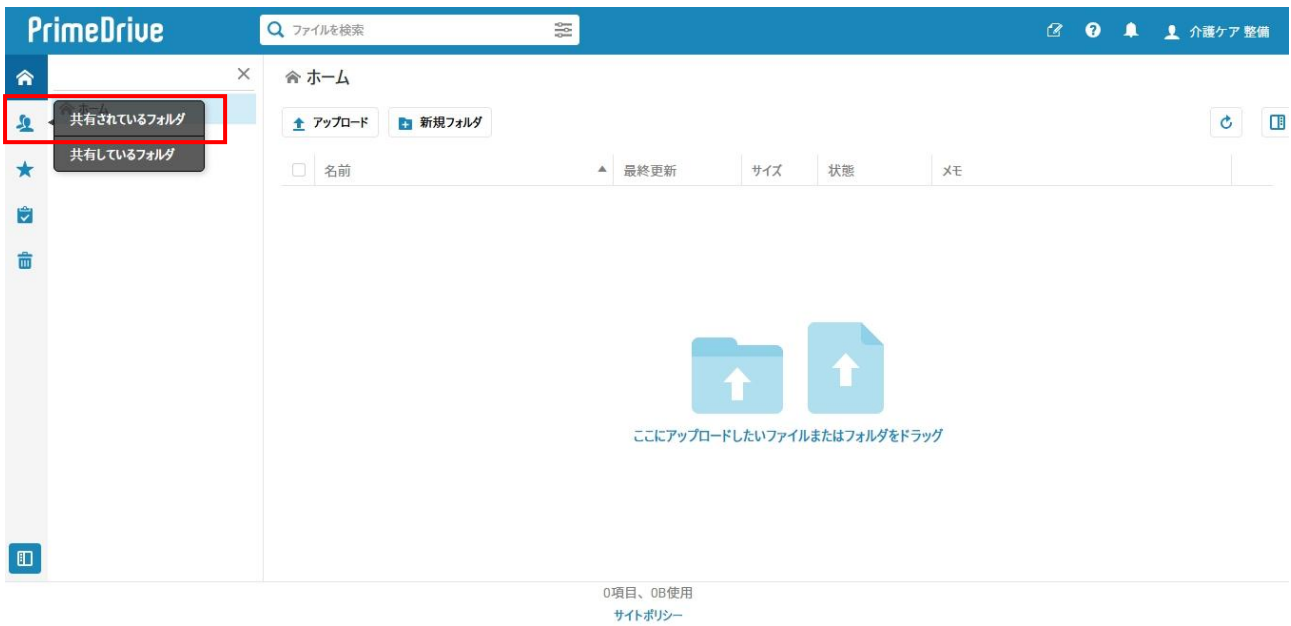 PrimeDrive
ファイルを検索
介護ケア 整備
ホーム
ホーム
共有されているフォルダ
共有しているフォルダ
アップロード
新規フォルダ
名前
最終更新
サイズ
状態
メモ
ここにアップロードしたいファイルまたはフォルダをドラッグ
0項目、0B使用
サイトポリシー